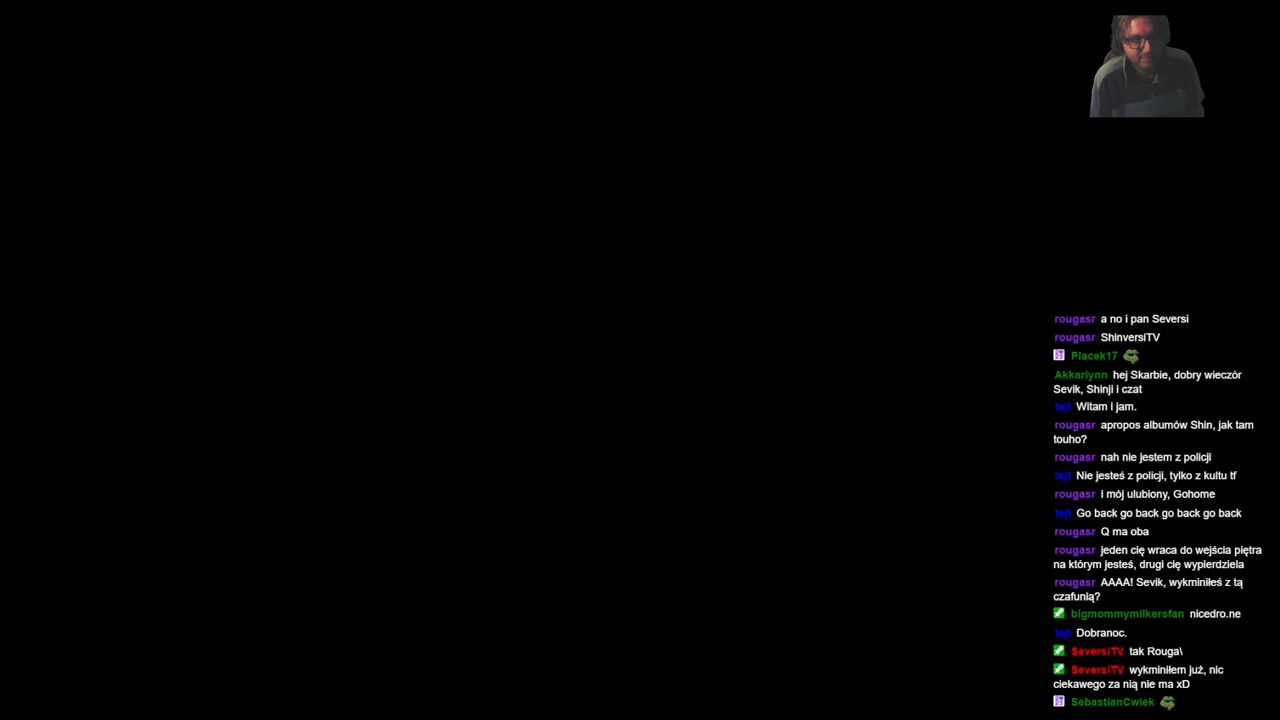 rougasr a no i pan Seversi
rougasr ShinversiTV
Placek17
Akkariynn hej Skarbie, dobry wieczór
Sevik, Shinji i czat
tajt Witam i jam.
rougasr apropos albumów Shin, jak tam
touho?
rougasr nah nie jestem z policji
tajt Nie jesteś z policji, tylko z kultu tf
rougasr i mój ulubiony, Gohome
tajt Go back go back go back go back
rougasr Q ma oba
rougasr jeden cię wraca do wejścia piętra
na którym jesteś, drugi cię wypierdziela
rougasr AAAA! Sevik, wykminiłeś z tą
czafunią?
bigmommymilkersfan nicedro.ne
tajt Dobranoc.
SeversiTV tak Rouga\
SeversiTV wykminiłem już, nic
ciekawego za nią nie ma xD
SebastianCwiek